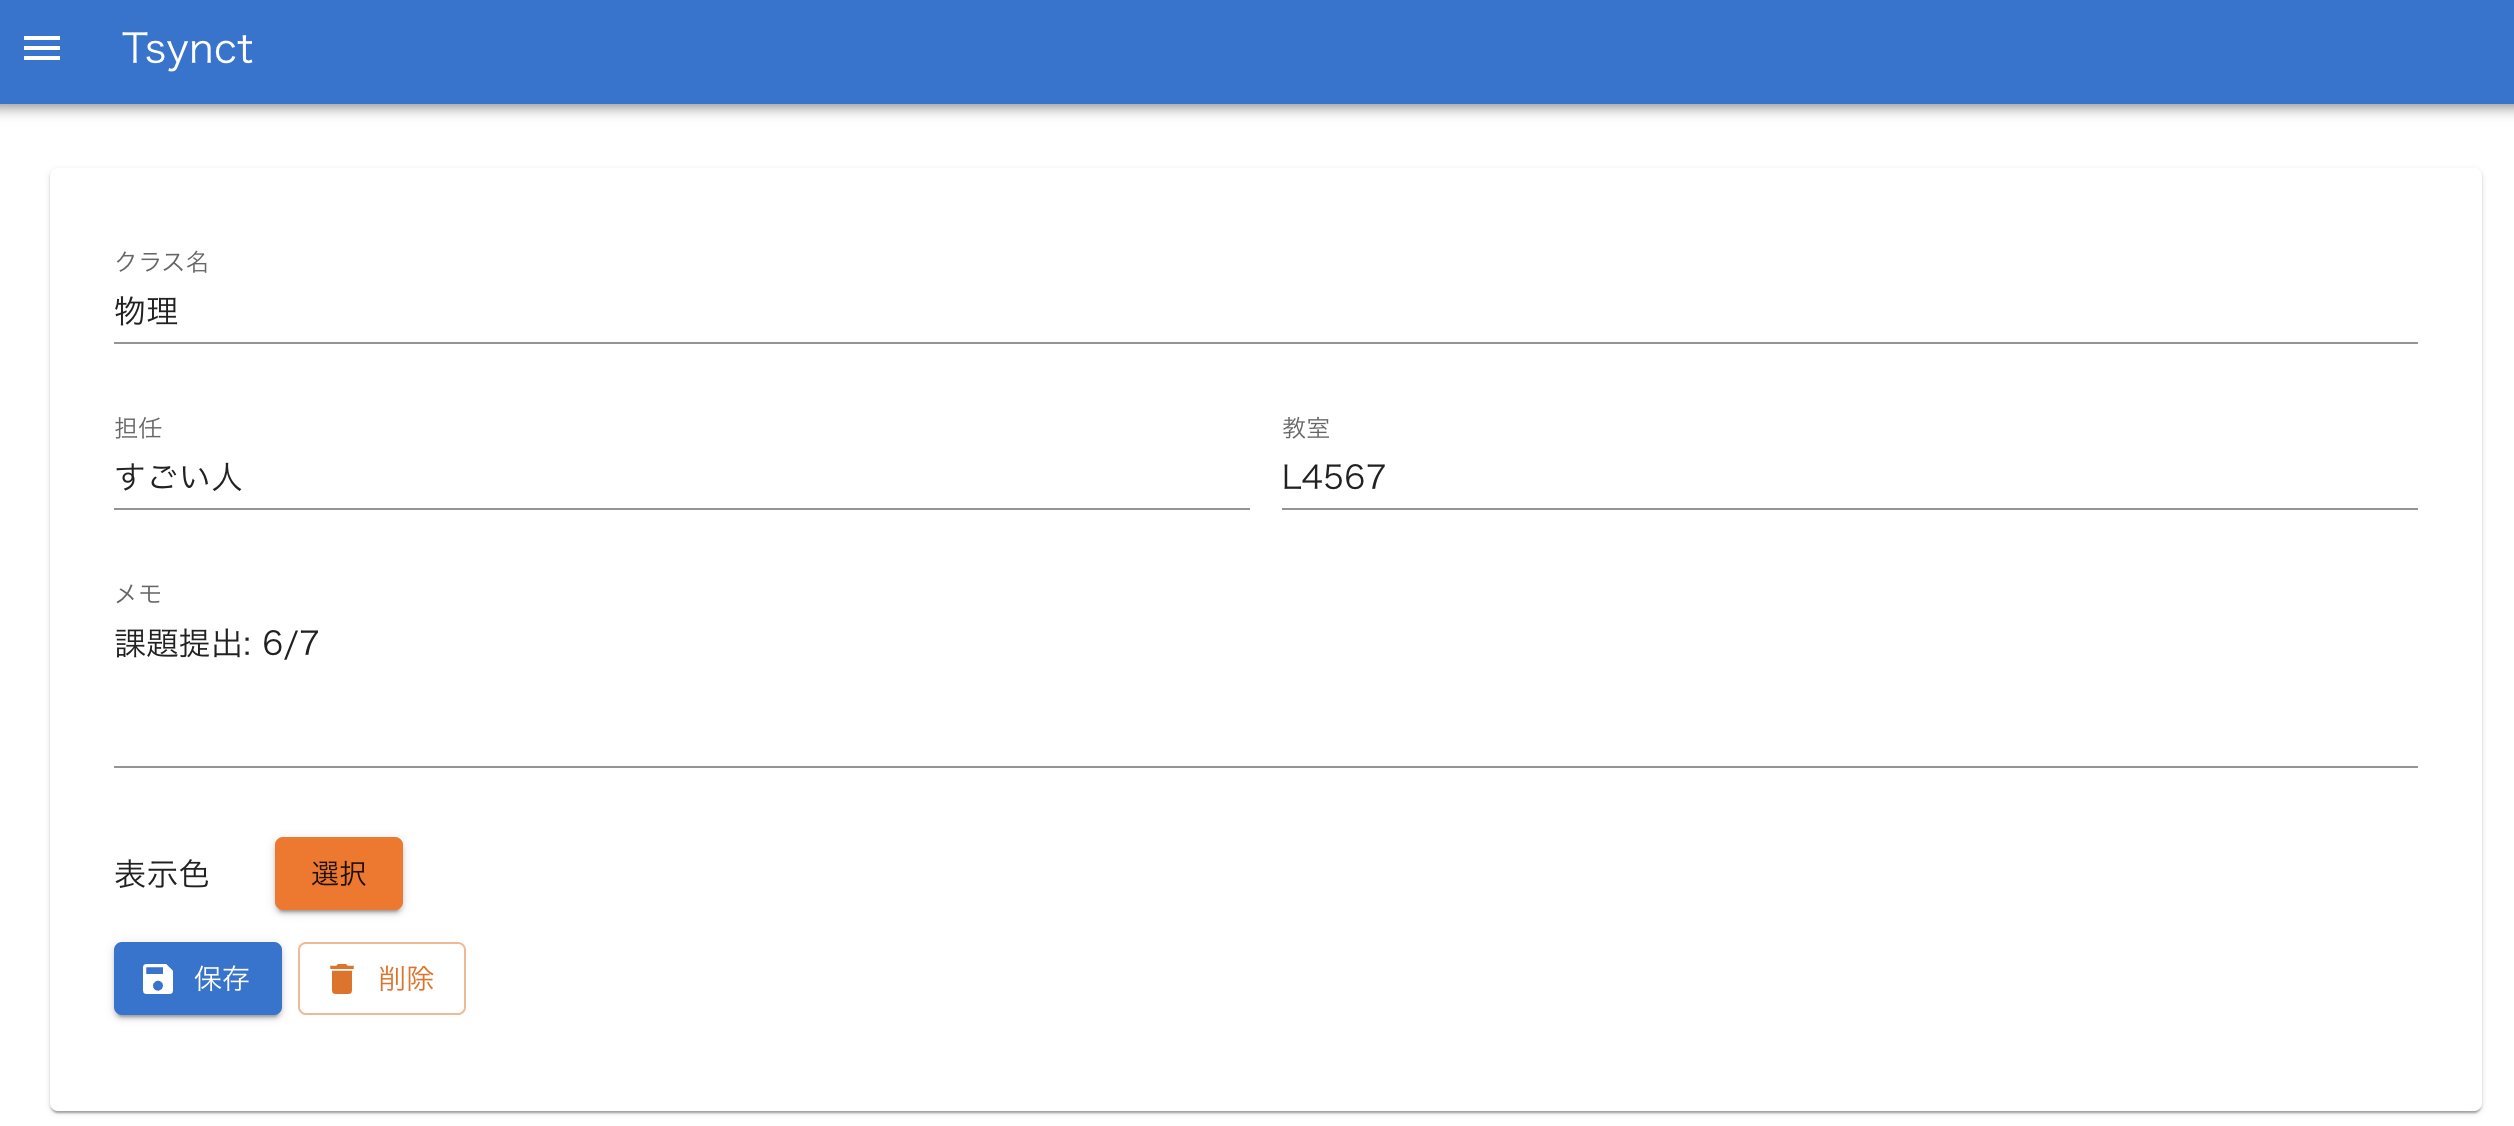 Tsynct
クラス名
物理
担任
すごい人
教室
L4567
メモ
課題提出: 6/7
表示色
選択
保存
削除